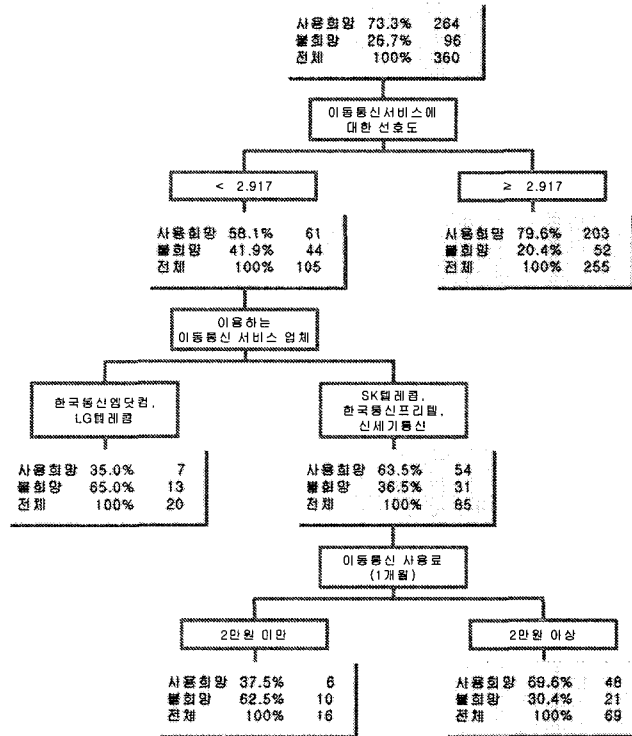 사용희망 73.3% 264
불희망 26.7% 96
전체 100% 360
이동통신서비스에
대한 선호도
< 2.917
≥ 2.917
사용희망 58.1% 61
불희망 41.9% 44
전체 100% 105
사용희망 79.6% 203
불희망 20.4% 52
전체 100% 255
이용하는
이동통신 서비스 업체
한국통신엠닷컴,
LG텔레콤
SK텔레콤,
한국통신프리텔,
신세기통신
사용희망 35.0% 7
불희망 65.0% 13
전체 100% 20
사용희망 63.5% 54
불희망 36.5% 31
전체 100% 85
이동통신 사용료
(1개월)
2만원 미만
2만원 이상
사용희망 37.5% 6
불희망 62.5% 10
전체 100% 16
사용희망 69.6% 48
불희망 30.4% 21
전체 100% 69